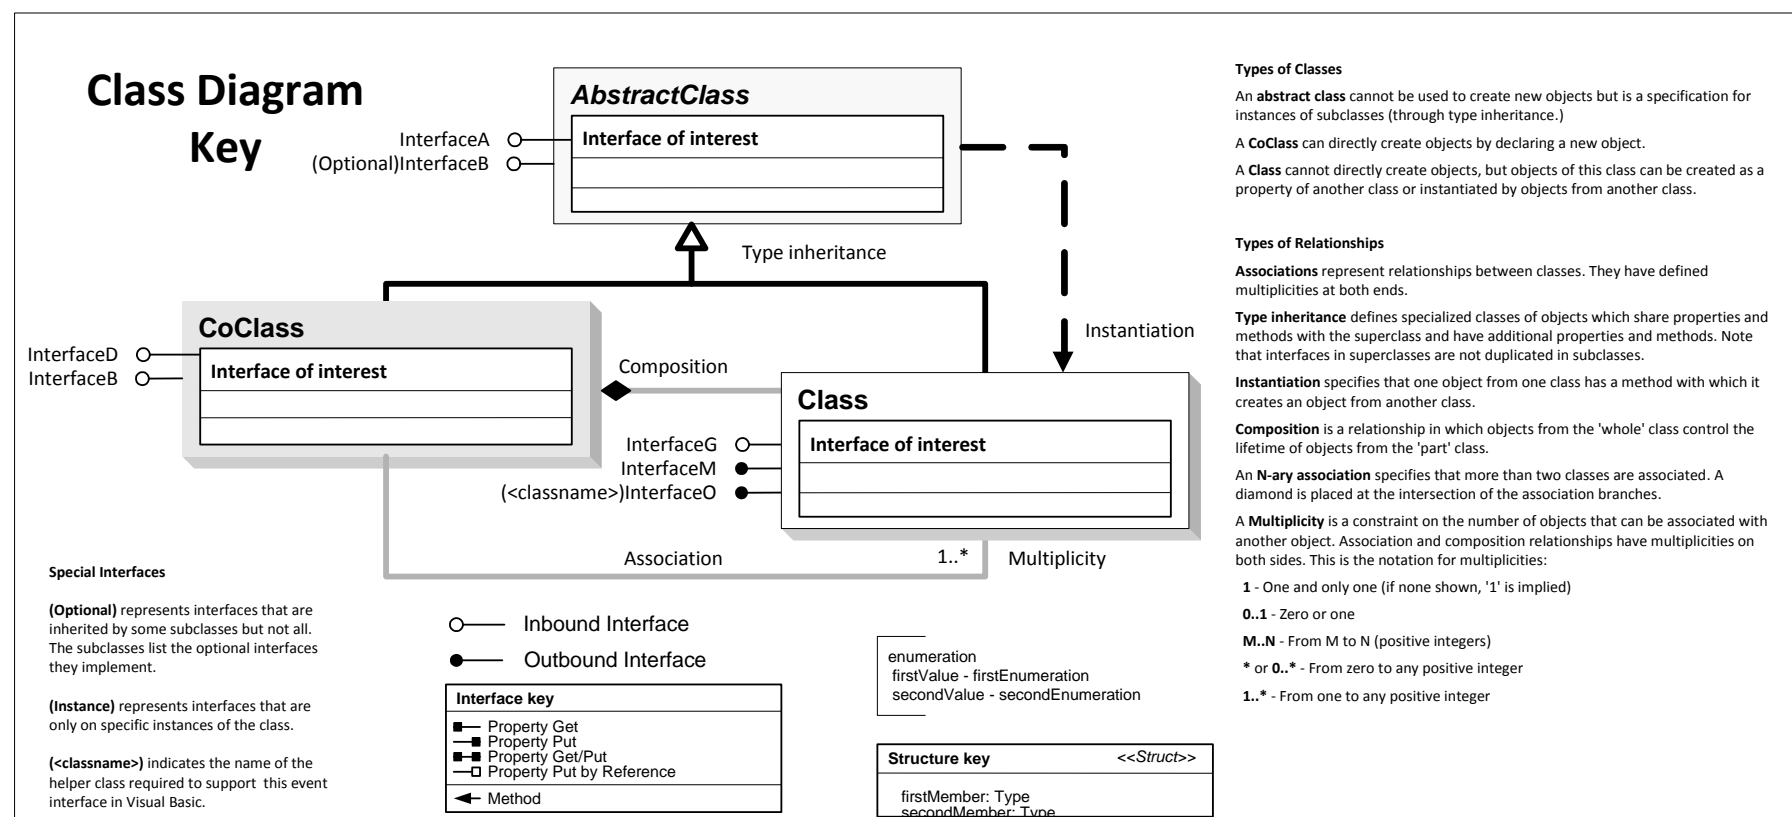 Class Diagram
Key
AbstractClass
Interface of interest
InterfaceA
(Optional)InterfaceB
Type inheritance
CoClass
Interface of interest
InterfaceD
InterfaceB
Composition
Instantiation
Class
Interface of interest
InterfaceG
InterfaceM
(<classname>)InterfaceO
Association
1..*
Multiplicity
Special Interfaces
(Optional) represents interfaces that are
inherited by some subclasses but not all.
The subclasses list the optional interfaces
they implement.
(Instance) represents interfaces that are
only on specific instances of the class.
(<classname>) indicates the name of the
helper class required to support this event
interface in Visual Basic.
Inbound Interface
Outbound Interface
Interface key
Property Get
Property Put
Property Get/Put
Property Put by Reference
Method
enumeration
firstValue - firstEnumeration
secondValue - secondEnumeration
Structure key <<Struct>>
firstMember: Type
secondMember: Type
Types of Classes
An abstract class cannot be used to create new objects but is a specification for
instances of subclasses (through type inheritance.)
A CoClass can directly create objects by declaring a new object.
A Class cannot directly create objects, but objects of this class can be created as a
property of another class or instantiated by objects from another class.
Types of Relationships
Associations represent relationships between classes. They have defined
multiplicities at both ends.
Type inheritance defines specialized classes of objects which share properties and
methods with the superclass and have additional properties and methods. Note
that interfaces in superclasses are not duplicated in subclasses.
Instantiation specifies that one object from one class has a method with which it
creates an object from another class.
Composition is a relationship in which objects from the 'whole' class control the
lifetime of objects from the 'part' class.
An N-ary association specifies that more than two classes are associated. A
diamond is placed at the intersection of the association branches.
A Multiplicity is a constraint on the number of objects that can be associated with
another object. Association and composition relationships have multiplicities on
both sides. This is the notation for multiplicities:
1 - One and only one (if none shown, '1' is implied)
0..1 - Zero or one
M..N - From M to N (positive integers)
* or 0..* - From zero to any positive integer
1..* - From one to any positive integer